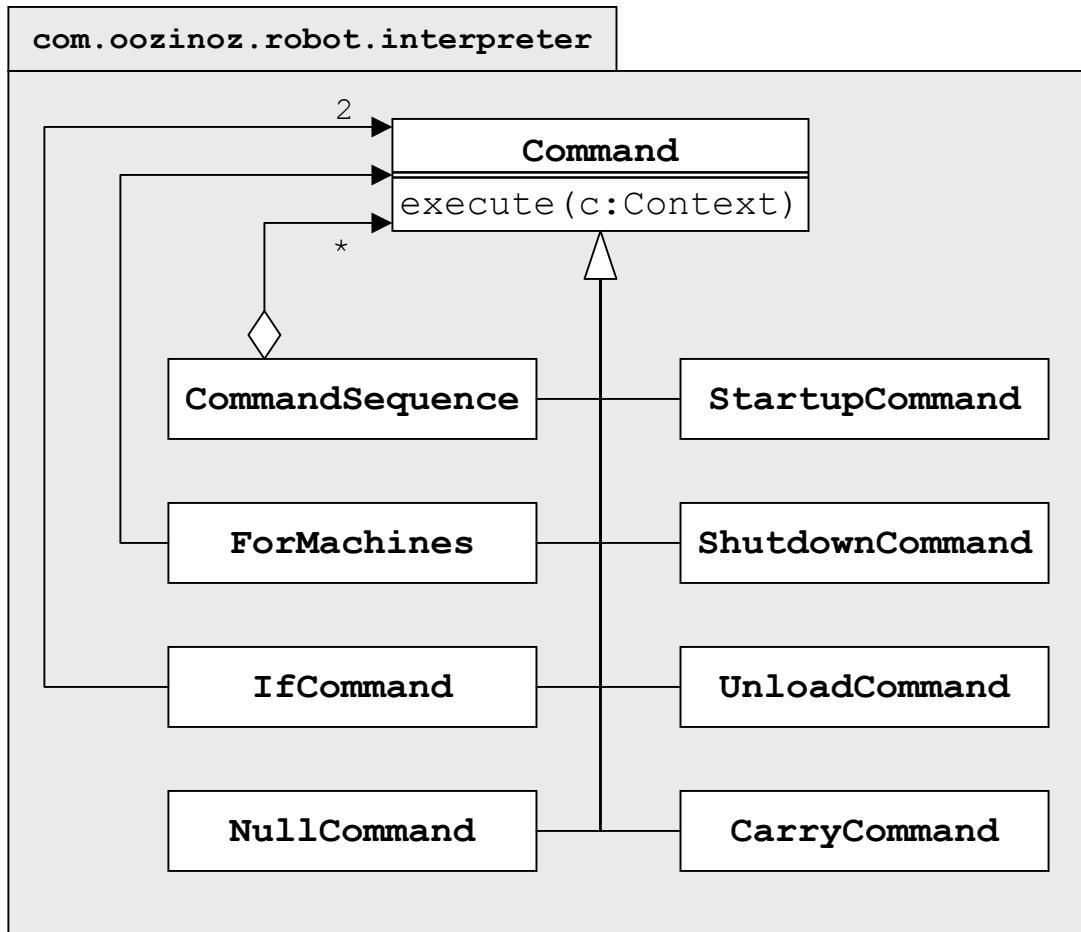 com.oozinoz.robot.interpreter
2
Command
execute(c:Context)
*
CommandSequence
StartupCommand
ForMachines
ShutdownCommand
IfCommand
UnloadCommand
NullCommand
CarryCommand